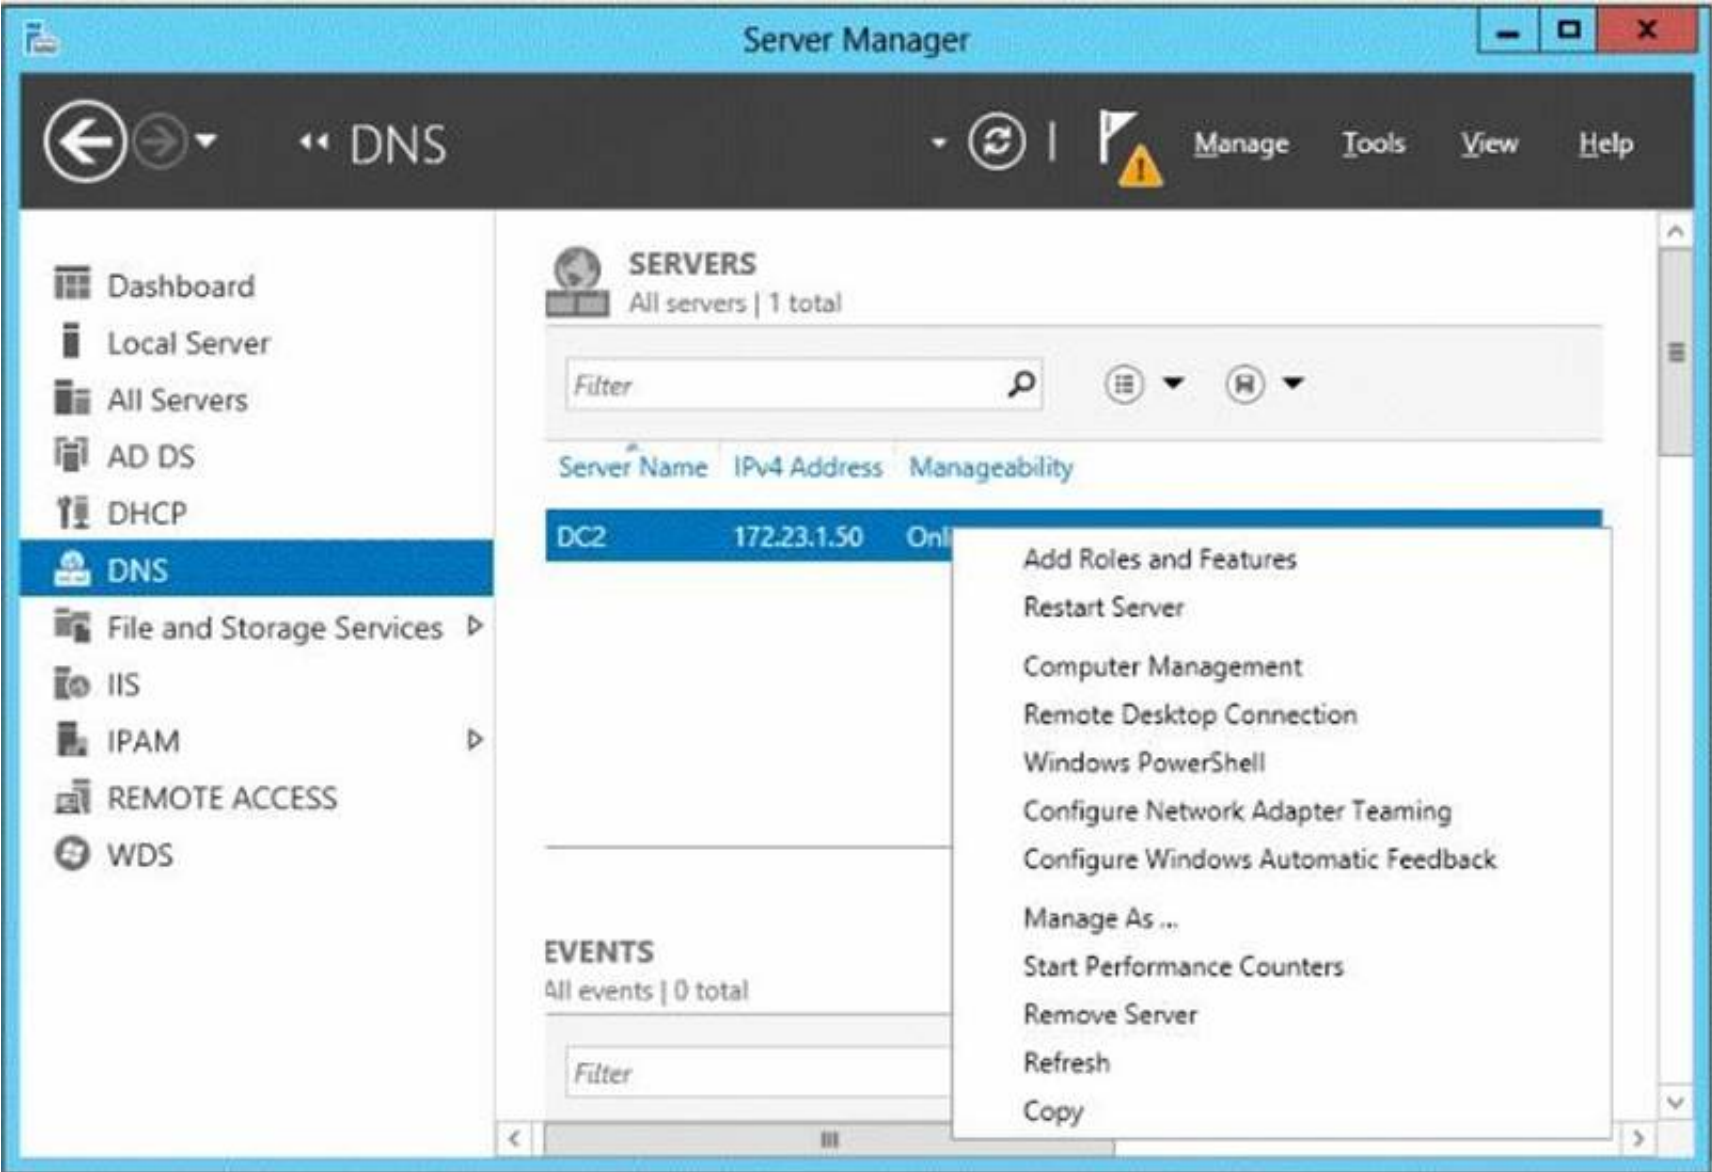 Server Manager
DNS
Manage Tools View Help
Dashboard
Local Server
All Servers
AD DS
DHCP
DNS
File and Storage Services
IIS
IPAM
REMOTE ACCESS
WDS
SERVERS
All servers | 1 total
Filter
Server Name IPv4 Address Manageability
DC2 172.23.1.50 Onl
Add Roles and Features
Restart Server
Computer Management
Remote Desktop Connection
Windows PowerShell
Configure Network Adapter Teaming
Configure Windows Automatic Feedback
Manage As ...
Start Performance Counters
Remove Server
Refresh
Copy
EVENTS
All events | 0 total
Filter